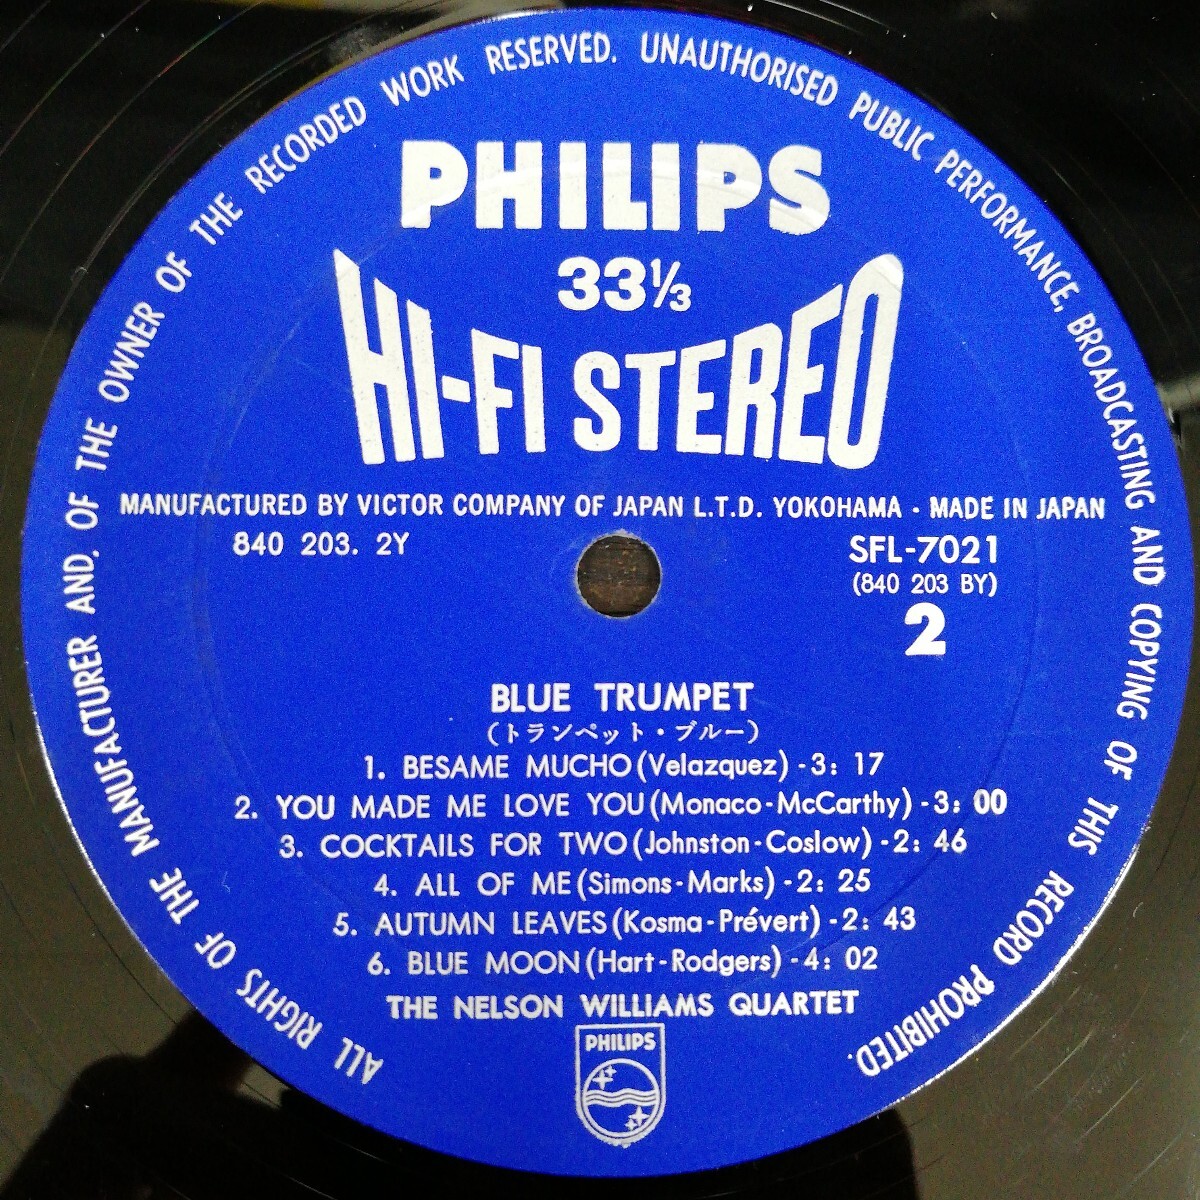 ALL RIGHTS OF THE MANUFACTURER AND, OF THE OWNER OF THE RECORDED WORK RESERVED. UNAUTHORISED PUBLIC PERFORMANCE, BROADCASTING AND COPYING OF THIS RECORD PROHIBITED.
PHILIPS
33⅓
HI-FI STEREO
MANUFACTURED BY VICTOR COMPANY OF JAPAN L.T.D. YOKOHAMA · MADE IN JAPAN
840 203. 2Y
SFL-7021
(840 203 BY)
2
BLUE TRUMPET
(トランペット・ブルー)
1. BESAME MUCHO (Velazquez) - 3: 17
2. YOU MADE ME LOVE YOU (Monaco-McCarthy) - 3: 00
3. COCKTAILS FOR TWO (Johnston-Coslow) - 2: 46
4. ALL OF ME (Simons-Marks) - 2: 25
5. AUTUMN LEAVES (Kosma-Prévert) - 2: 43
6. BLUE MOON (Hart-Rodgers) - 4: 02
THE NELSON WILLIAMS QUARTET
PHILIPS